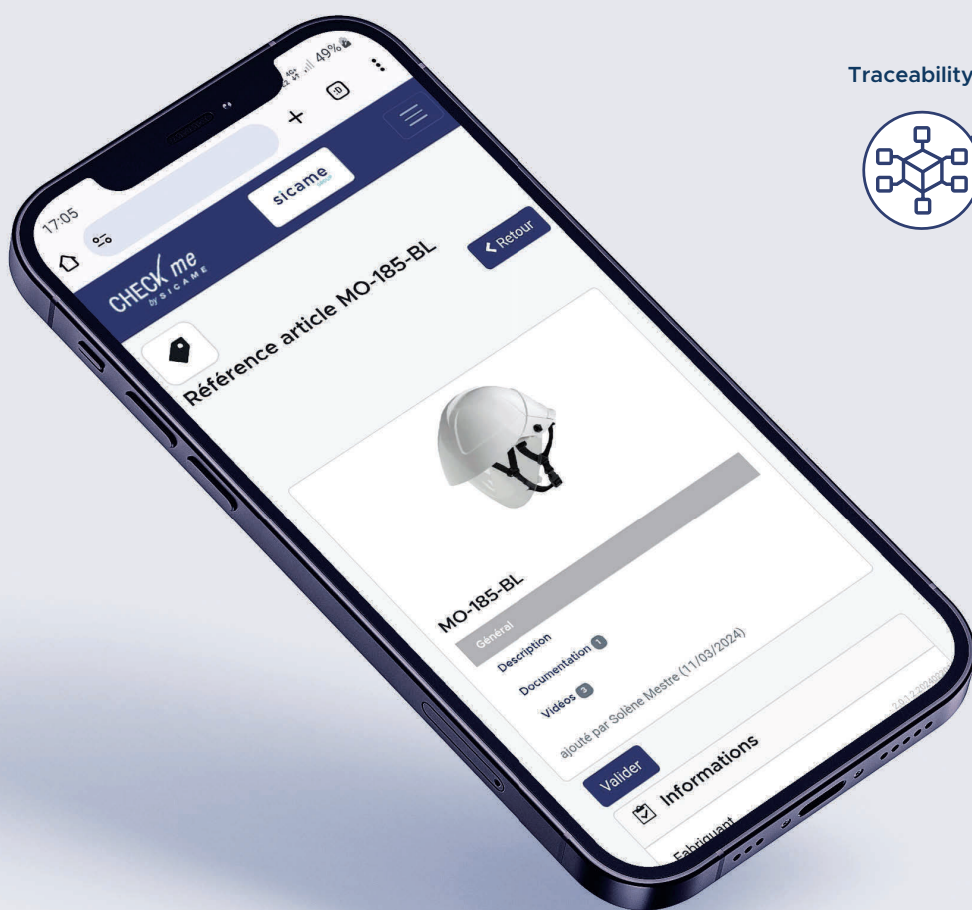 Traceability
17:05
4G+
49%
:D
CHECK me
by SICAME
sicame
Référence article MO-185-BL
Retour
MO-185-BL
Général
Description
Documentation 1
Vidéos 3
ajouté par Solène Mestre (11/03/2024)
Valider
Informations
Fabriquant